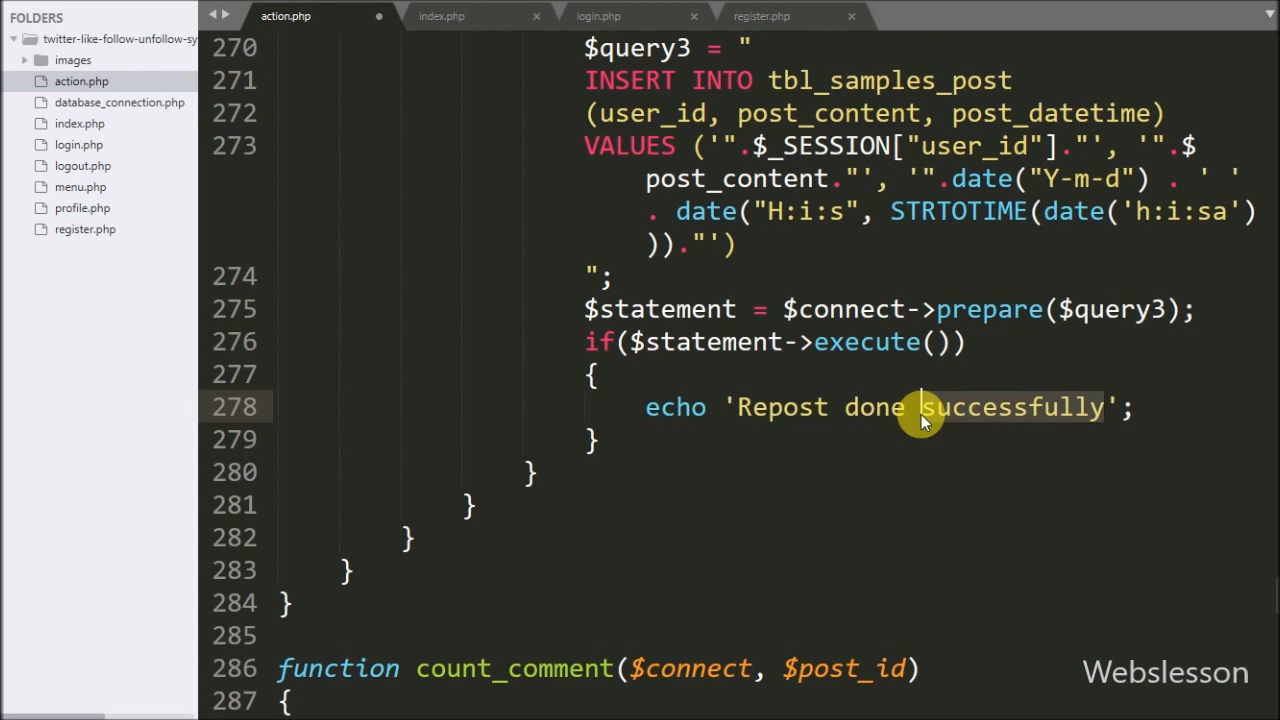 FOLDERS
twitter-like-follow-unfollow-sy
images
action.php
database_connection.php
index.php
login.php
logout.php
menu.php
profile.php
register.php
action.php index.php login.php register.php
270 $query3 = "
271 INSERT INTO tbl_samples_post
272 (user_id, post_content, post_datetime)
273 VALUES ('".$_SESSION["user_id"]."', '".$
post_content."', '".date("Y-m-d") . ' '
. date("H:i:s", STRTOTIME(date('h:i:sa')
))."')
274 ";
275 $statement = $connect->prepare($query3);
276 if($statement->execute())
277 {
278 echo 'Repost done successfully';
279 }
280 }
281 }
282 }
283 }
284 }
285
286 function count_comment($connect, $post_id)
287 {
Webslesson